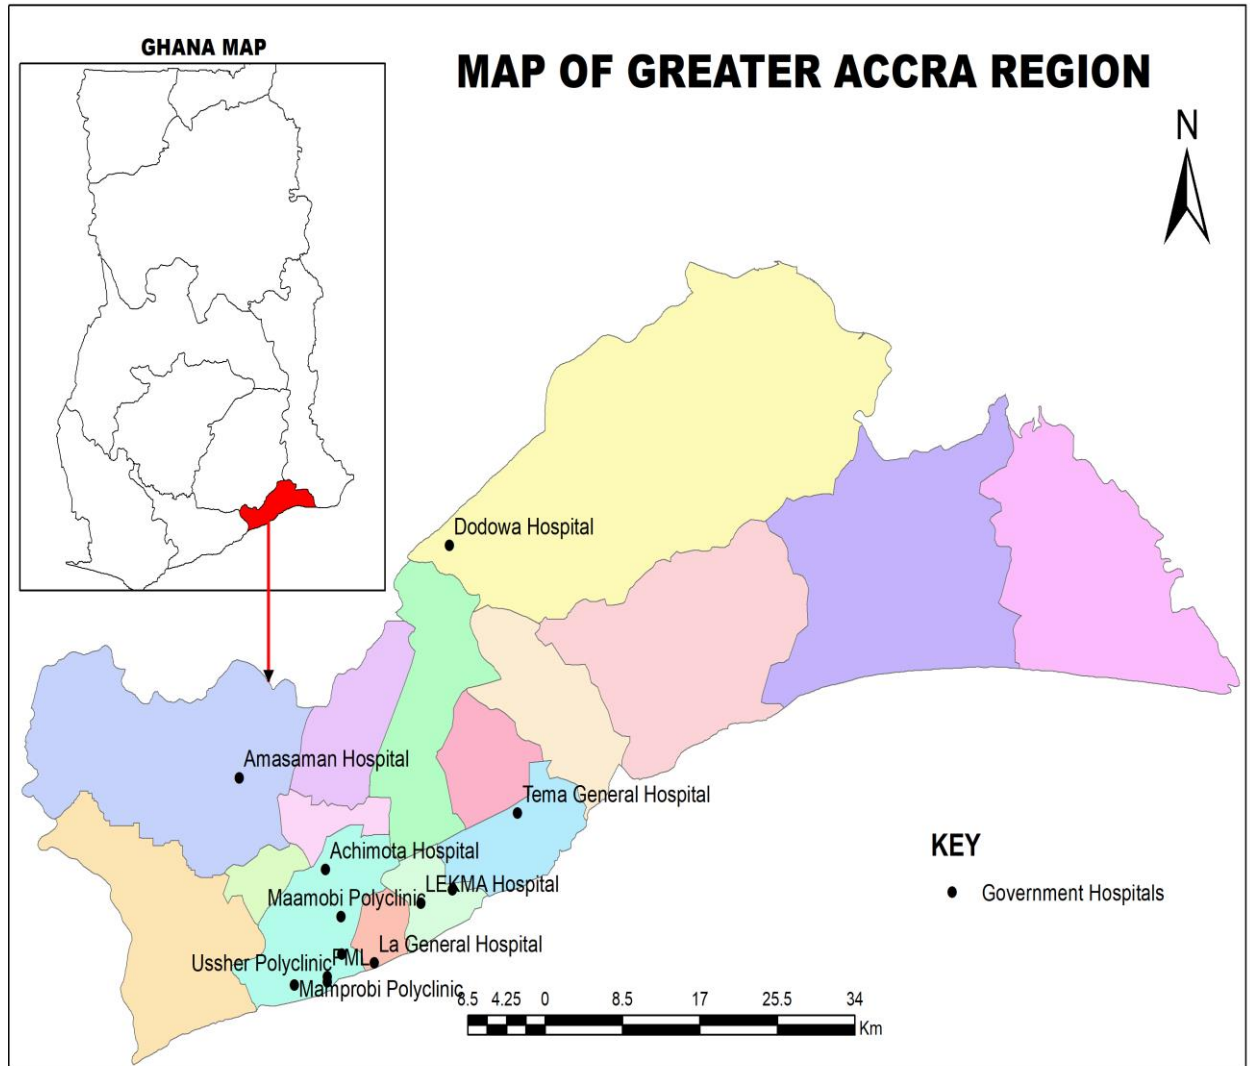 GHANA MAP
MAP OF GREATER ACCRA REGION
N
Dodowa Hospital
Amasaman Hospital
Tema General Hospital
Achimota Hospital
LEKMA Hospital
Maamobi Polyclinic
La General Hospital
PML
Ussher Polyclinic
Mamprobi Polyclinic
KEY
Government Hospitals
8.5 4.25 0 8.5 17 25.5 34
Km